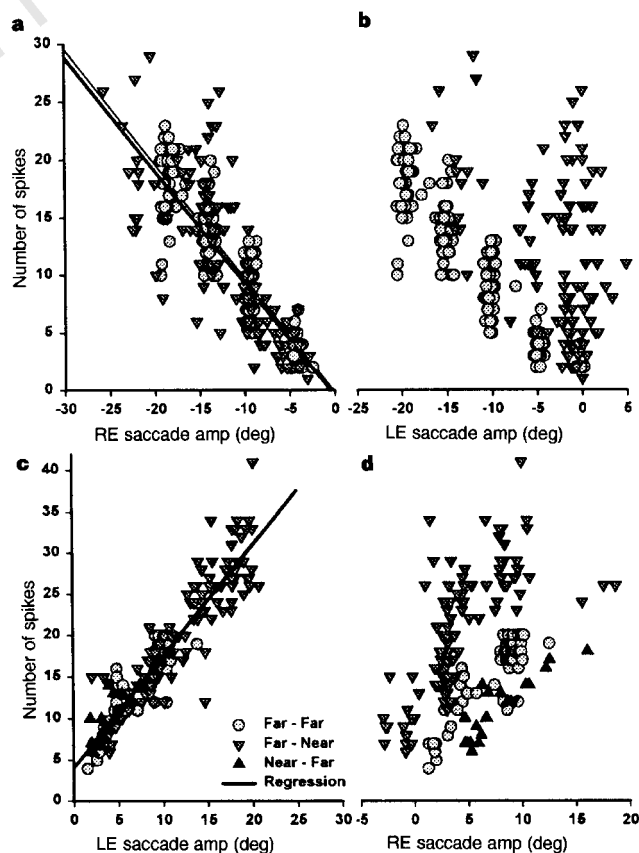 a
b
30
25
20
15
10
5
0
Number of spikes
-30 -25 -20 -15 -10 -5 0
-25 -20 -15 -10 -5 0 5
RE saccade amp (deg)
LE saccade amp (deg)
c
d
40
35
30
25
20
15
10
5
0
Number of spikes
Far - Far
Far - Near
Near - Far
Regression
0 5 10 15 20 25 30
-5 0 5 10 15 20
LE saccade amp (deg)
RE saccade amp (deg)